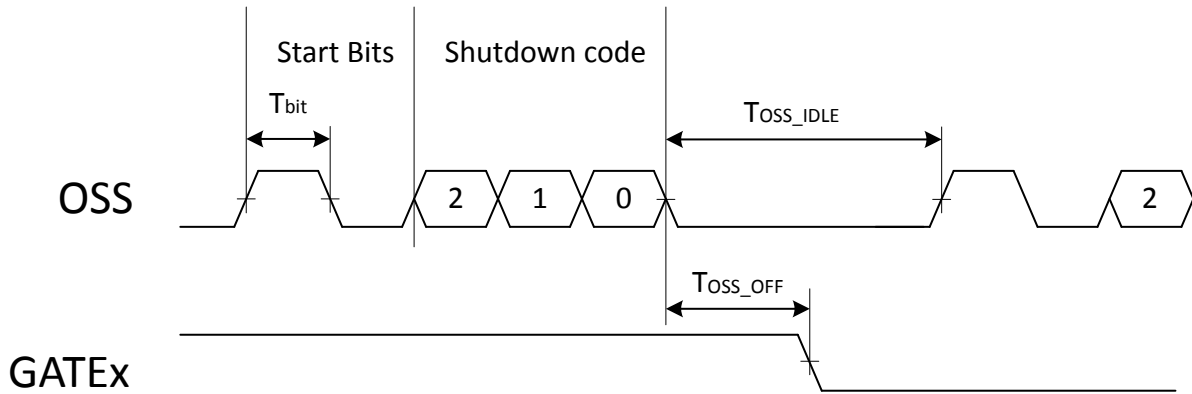 Start Bits
Shutdown code
Tbit
TOSS_IDLE
OSS
2
1
0
2
TOSS_OFF
GATEx